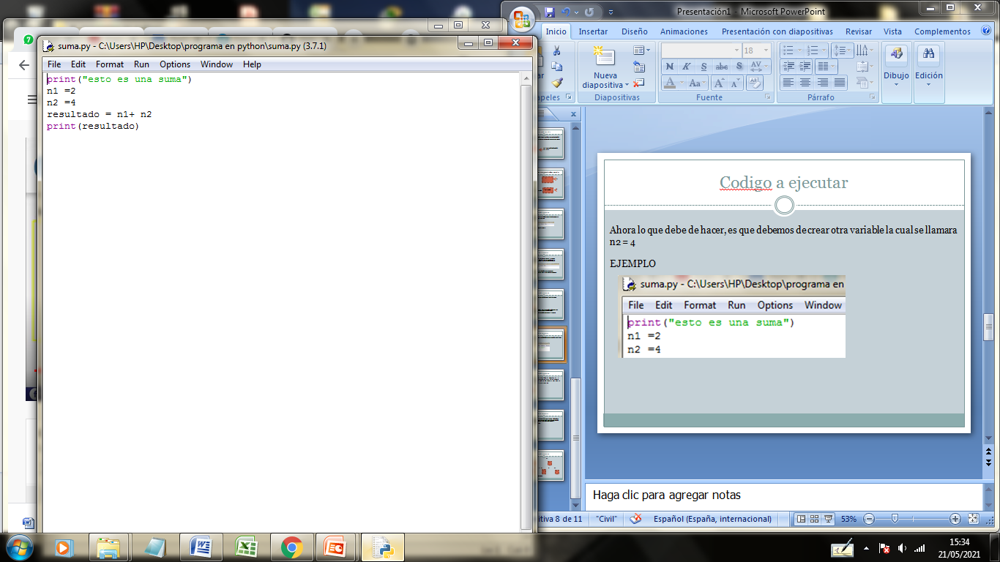 Presentación1 - Microsoft PowerPoint
7
suma.py - C:\Users\HP\Desktop\programa en python\suma.py (3.7.1)
File Edit Format Run Options Window Help
print("esto es una suma")
n1 =2
n2 =4
resultado = n1+ n2
print(resultado)
Inicio Insertar Diseño Animaciones Presentación con diapositivas Revisar Vista Complementos
18
Nueva
diapositiva
N K S abc S AV
A Aa A A
Dibujo Edición
apeles Diapositivas Fuente Párrafo
Codigo a ejecutar
Ahora lo que debe de hacer, es que debemos de crear otra variable la cual se llamara
n2 = 4
EJEMPLO
suma.py - C:\Users\HP\Desktop\programa en
File Edit Format Run Options Window
print("esto es una suma")
n1 =2
n2 =4
Haga clic para agregar notas
itiva 8 de 11 "Civil" Español (España, internacional) 53%
15:34
21/05/2021